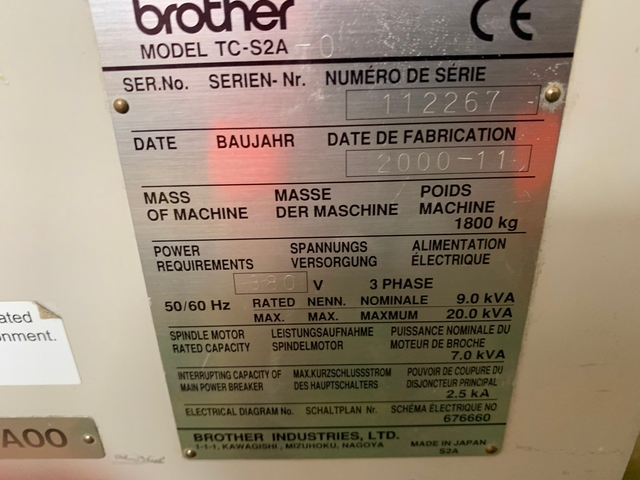 brother
MODEL TC-S2A-O
SER.No. SERIEN-Nr. NUMÉRO DE SÉRIE
112267
DATE BAUJAHR DATE DE FABRICATION
2000-11
MASS MASSE POIDS
OF MACHINE DER MASCHINE MACHINE
1800 kg
POWER SPANNUNGS ALIMENTATION
REQUIREMENTS VERSORGUNG ÉLECTRIQUE
380 V 3 PHASE
50/60 Hz RATED NENN. NOMINALE 9.0 kVA
MAX. MAX. MAXMUM 20.0 kVA
SPINDLE MOTOR LEISTUNGSAUFNAHME PUISSANCE NOMINALE DU
RATED CAPACITY SPINDELMOTOR MOTEUR DE BROCHE
7.0 kVA
INTERRUPTING CAPACITY OF MAX.KURZSCHLUSSTROM POUVOIR DE COUPURE DU
MAIN POWER BREAKER DES HAUPTSCHALTERS DISJONCTEUR PRINCIPAL
2.5 kA
ELECTRICAL DIAGRAM No. SCHALTPLAN Nr. SCHÉMA ÉLECTRIQUE NO
676660
BROTHER INDUSTRIES, LTD.
1-1-1, KAWAGISHI, MIZUHOKU, NAGOYA MADE IN JAPAN
S2A
CE
ated
onment.
A00